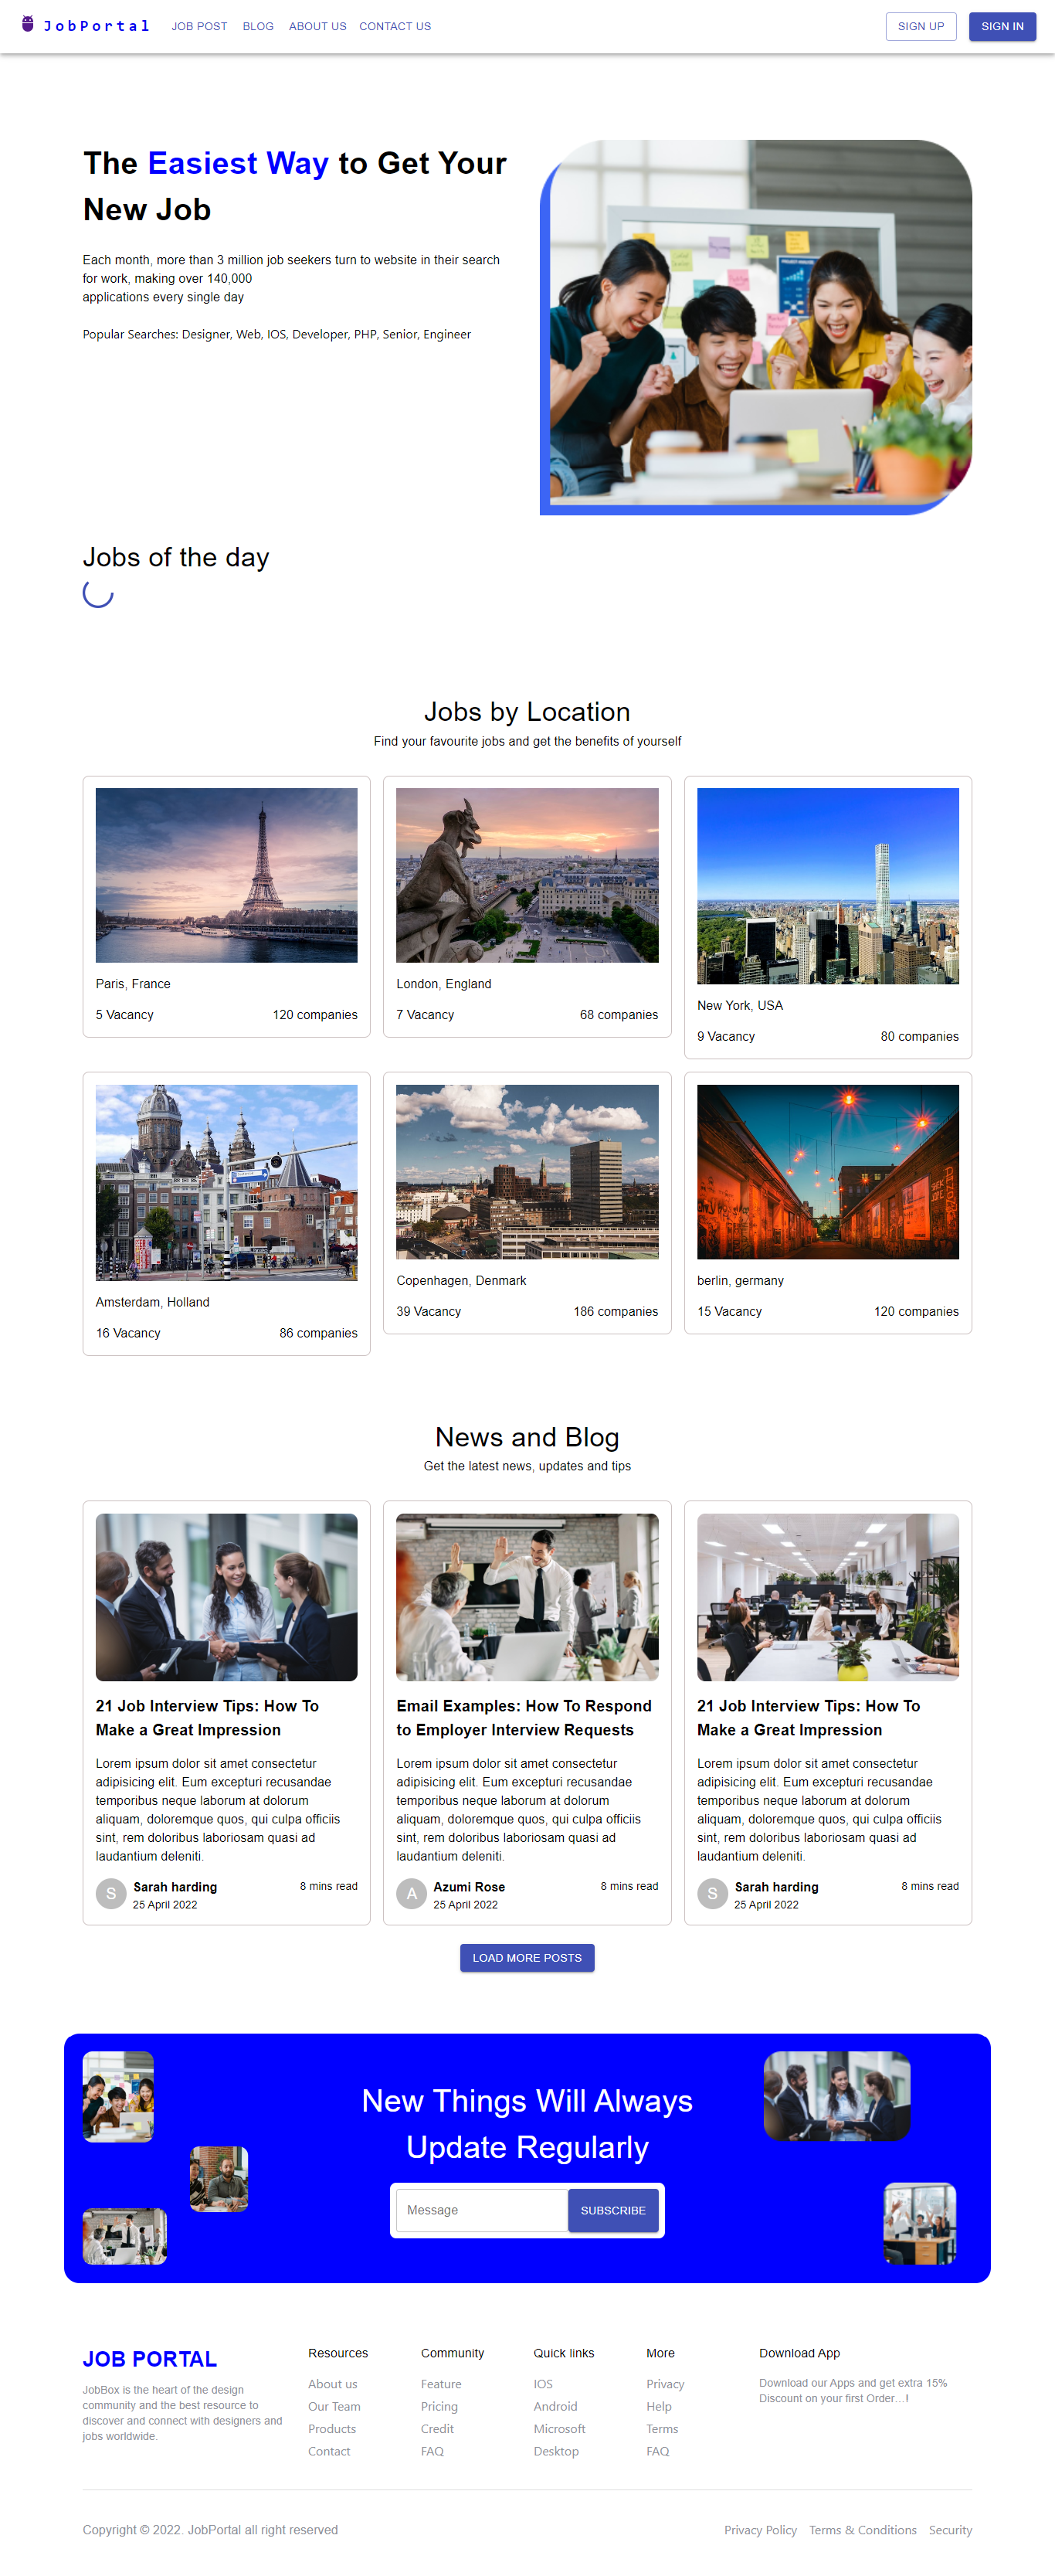 JobPortal JOB POST BLOG ABOUT US CONTACT US SIGN UP SIGN IN
The Easiest Way to Get Your
New Job
Each month, more than 3 million job seekers turn to website in their search
for work, making over 140,000
applications every single day
Popular Searches: Designer, Web, IOS, Developer, PHP, Senior, Engineer
Jobs of the day
Jobs by Location
Find your favourite jobs and get the benefits of yourself
Paris, France
5 Vacancy 120 companies
London, England
7 Vacancy 68 companies
New York, USA
9 Vacancy 80 companies
Amsterdam, Holland
16 Vacancy 86 companies
Copenhagen, Denmark
39 Vacancy 186 companies
berlin, germany
15 Vacancy 120 companies
News and Blog
Get the latest news, updates and tips
21 Job Interview Tips: How To
Make a Great Impression
Lorem ipsum dolor sit amet consectetur
adipisicing elit. Eum excepturi recusandae
temporibus neque laborum at dolorum
aliquam, doloremque quos, qui culpa officiis
sint, rem doloribus laboriosam quasi ad
laudantium deleniti.
S Sarah harding 8 mins read
25 April 2022
Email Examples: How To Respond
to Employer Interview Requests
Lorem ipsum dolor sit amet consectetur
adipisicing elit. Eum excepturi recusandae
temporibus neque laborum at dolorum
aliquam, doloremque quos, qui culpa officiis
sint, rem doloribus laboriosam quasi ad
laudantium deleniti.
A Azumi Rose 8 mins read
25 April 2022
21 Job Interview Tips: How To
Make a Great Impression
Lorem ipsum dolor sit amet consectetur
adipisicing elit. Eum excepturi recusandae
temporibus neque laborum at dolorum
aliquam, doloremque quos, qui culpa officiis
sint, rem doloribus laboriosam quasi ad
laudantium deleniti.
S Sarah harding 8 mins read
25 April 2022
LOAD MORE POSTS
New Things Will Always
Update Regularly
Message SUBSCRIBE
JOB PORTAL
JobBox is the heart of the design
community and the best resource to
discover and connect with designers and
jobs worldwide.
Resources
About us
Our Team
Products
Contact
Community
Feature
Pricing
Credit
FAQ
Quick links
IOS
Android
Microsoft
Desktop
More
Privacy
Help
Terms
FAQ
Download App
Download our Apps and get extra 15%
Discount on your first Order…!
Copyright © 2022. JobPortal all right reserved
Privacy Policy Terms & Conditions Security